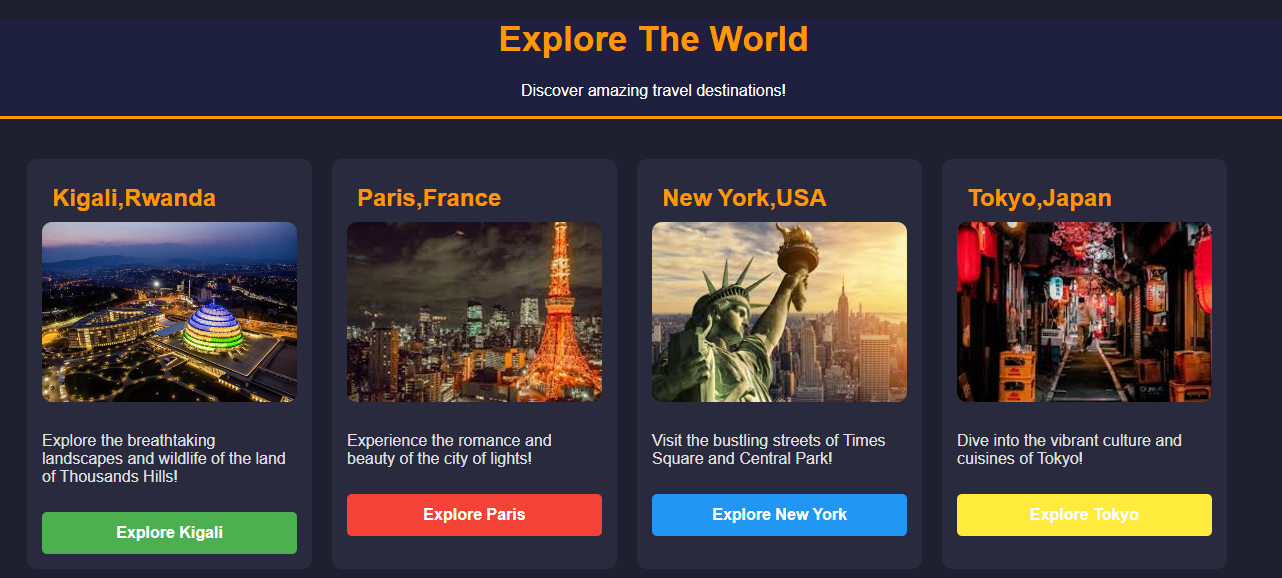 Explore The World
Discover amazing travel destinations!
Kigali,Rwanda
Explore the breathtaking
landscapes and wildlife of the land
of Thousands Hills!
Explore Kigali
Paris,France
Experience the romance and
beauty of the city of lights!
Explore Paris
New York,USA
Visit the bustling streets of Times
Square and Central Park!
Explore New York
Tokyo,Japan
Dive into the vibrant culture and
cuisines of Tokyo!
Explore Tokyo